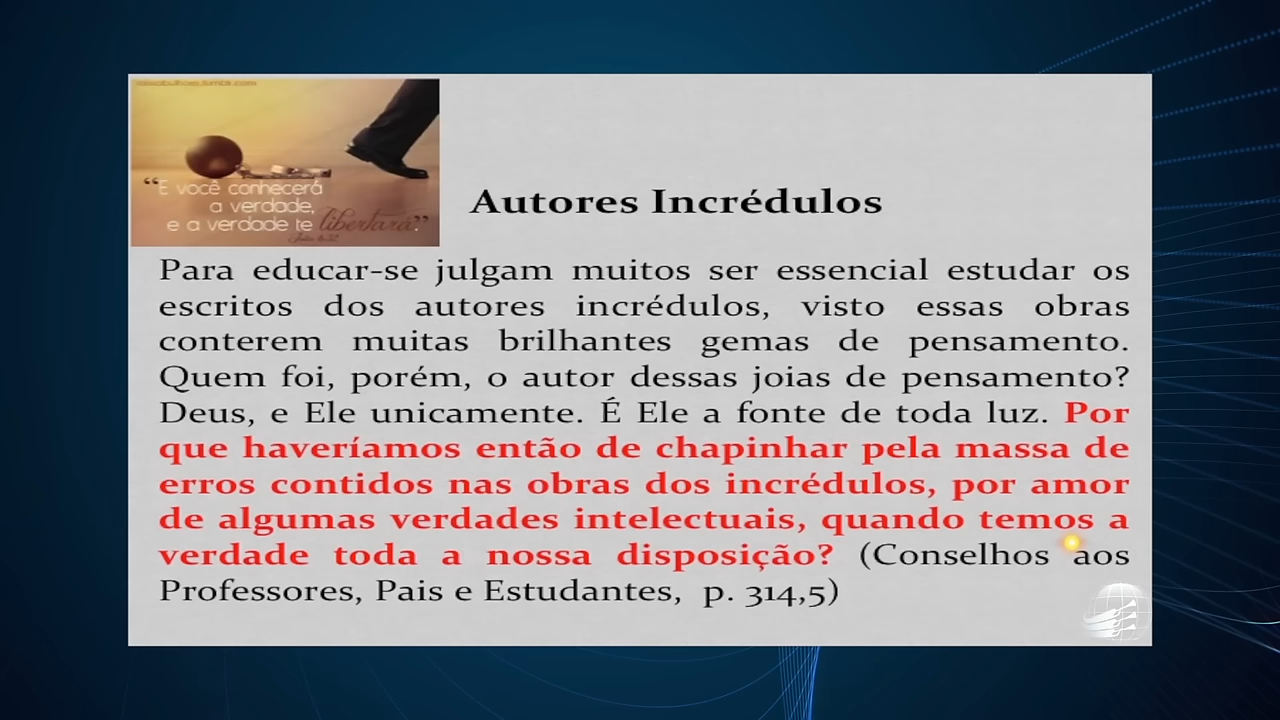 “E você conhecerá
a verdade,
e a verdade te libertará.”
Autores Incrédulos
Para educar-se julgam muitos ser essencial estudar os
escritos dos autores incrédulos, visto essas obras
conterem muitas brilhantes gemas de pensamento.
Quem foi, porém, o autor dessas joias de pensamento?
Deus, e Ele unicamente. É Ele a fonte de toda luz. Por
que haveríamos então de chapinhar pela massa de
erros contidos nas obras dos incrédulos, por amor
de algumas verdades intelectuais, quando temos a
verdade toda a nossa disposição? (Conselhos aos
Professores, Pais e Estudantes, p. 314,5)